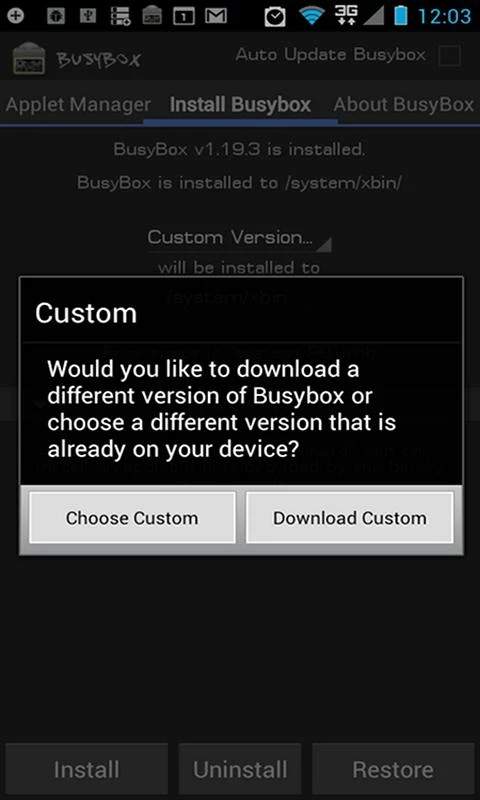 1
3G
12:03
BUSYBOX
Auto Update Busybox
Applet Manager
Install Busybox
About BusyBox
BusyBox v1.19.3 is installed.
BusyBox is installed to /system/xbin/
Custom Version...
will be installed to
/system/xbin
Custom
Would you like to download a
different version of Busybox or
choose a different version that is
already on your device?
Choose Custom
Download Custom
Install
Uninstall
Restore